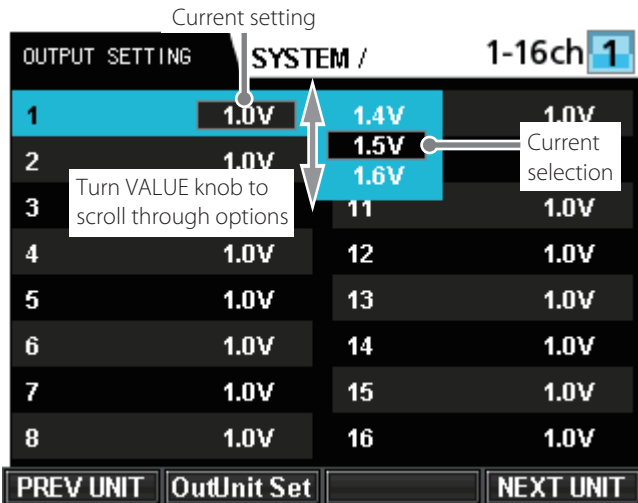 Current setting
OUTPUT SETTING SYSTEM / 1-16ch 1
1 1.0V 1.4V 1.0V
1.5V
1.6V
Current
selection
2 1.0V
Turn VALUE knob to
scroll through options
3 11 1.0V
4 1.0V 12 1.0V
5 1.0V 13 1.0V
6 1.0V 14 1.0V
7 1.0V 15 1.0V
8 1.0V 16 1.0V
PREV UNIT OutUnit Set NEXT UNIT